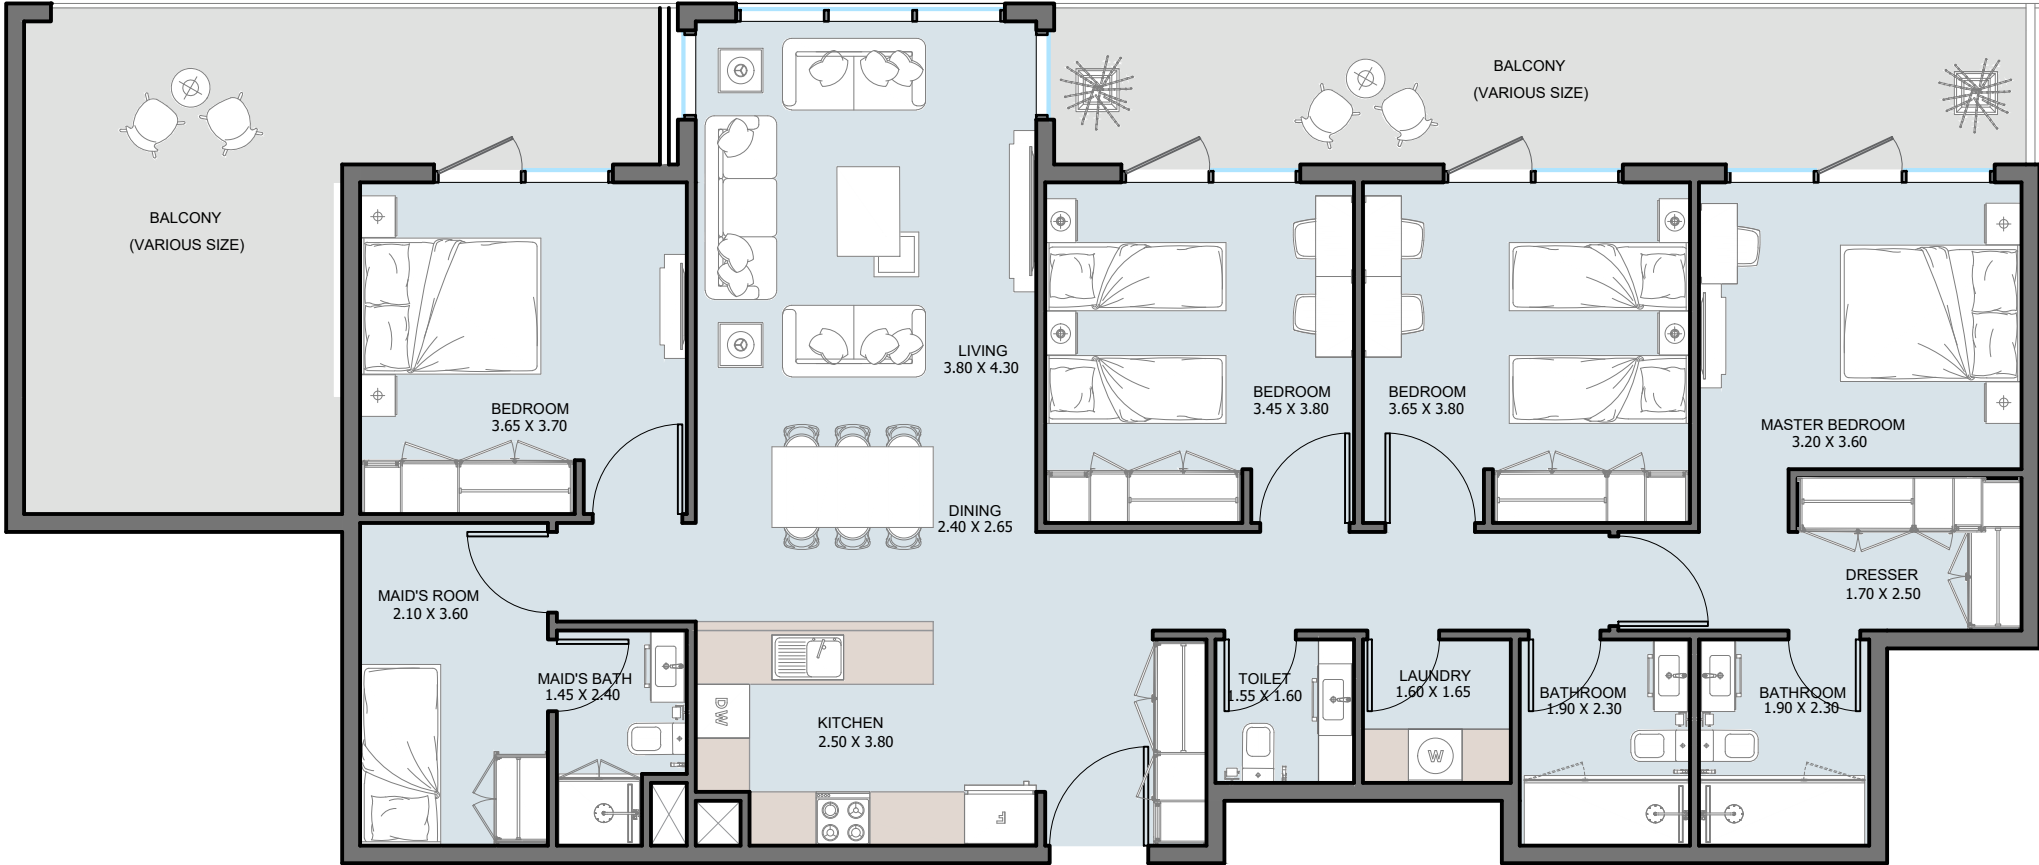 BALCONY
(VARIOUS SIZE)
BALCONY
(VARIOUS SIZE)
LIVING
3.80 X 4.30
BEDROOM
3.65 X 3.70
BEDROOM
3.45 X 3.80
BEDROOM
3.65 X 3.80
MASTER BEDROOM
3.20 X 3.60
DINING
2.40 X 2.65
MAID'S ROOM
2.10 X 3.60
DRESSER
1.70 X 2.50
MAID'S BATH
1.45 X 2.40
TOILET
1.55 X 1.60
LAUNDRY
1.60 X 1.65
BATHROOM
1.90 X 2.30
BATHROOM
1.90 X 2.30
DW
KITCHEN
2.50 X 3.80
W
F